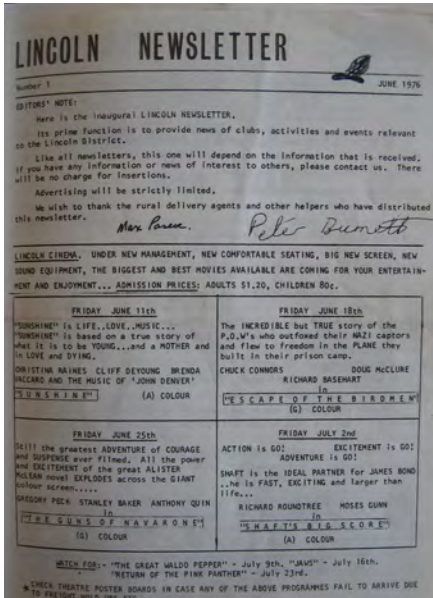 LINCOLN NEWSLETTER
Number 1
JUNE 1976
EDITORS' NOTE:
Here is the inaugural LINCOLN NEWSLETTER.
Its prime function is to provide news of clubs, activities and events relevant
to the Lincoln District.
Like all newsletters, this one will depend on the information that is received.
If you have any information or news of interest to others, please contact us. There
will be no charge for insertions.
Advertising will be strictly limited.
We wish to thank the rural delivery agents and other helpers who have distributed
this newsletter.
Peter Burnett
LINCOLN CINEMA, UNDER NEW MANAGEMENT, NEW COMFORTABLE SEATING, BIG NEW SCREEN, NEW
SOUND EQUIPMENT, THE BIGGEST AND BEST MOVIES AVAILABLE ARE COMING FOR YOUR ENTERTAIN-
MENT AND ENJOYMENT... ADMISSION PRICES: ADULTS $1.20, CHILDREN 80c.
FRIDAY JUNE 11th
"SUNSHINE" is LIFE..LOVE..MUSIC...
"SUNSHINE" is based on a true story of
what it is to be YOUNG...and a MOTHER and
in LOVE and DYING.
CHRISTINA RAINES CLIFF DEYOUNG BRENDA
VACCARO AND THE MUSIC OF 'JOHN DENVER'
"SUNSHINE" (A) COLOUR
FRIDAY JUNE 18th
The INCREDIBLE but TRUE story of the
P.O.W's who outfoxed their NAZI captors
and flew to freedom in the PLANE they
built in their prison camp.
CHUCK CONNORS DOUG McCLURE
RICHARD BASEHART
in
"ESCAPE OF THE BIRDMEN"
(G) COLOUR
FRIDAY JUNE 25th
Still the greatest ADVENTURE of COURAGE
and SUSPENSE ever filmed. All the power
and EXCITEMENT of the great ALISTER
McLEAN novel EXPLODES across the GIANT
colour screen.....
GREGORY PECK STANLEY BAKER ANTHONY QUIN
in
"THE GUNS OF NAVARONE"
(G) COLOUR
FRIDAY JULY 2nd
ACTION is GO! EXCITEMENT is GO!
ADVENTURE is GO!
SHAFT is the IDEAL PARTNER for JAMES BOND
..he is FAST, EXCITING and larger than
life...
RICHARD ROUNDTREE MOSES GUNN
in
"SHAFT'S BIG SCORE"
(A) COLOUR
WATCH FOR:- "THE GREAT WALDO PEPPER" - July 9th. "JAWS" - July 16th.
"RETURN OF THE PINK PANTHER" - July 23rd.
* CHECK THEATRE POSTER BOARDS IN CASE ANY OF THE ABOVE PROGRAMMES FAIL TO ARRIVE DUE
TO FREIGHT